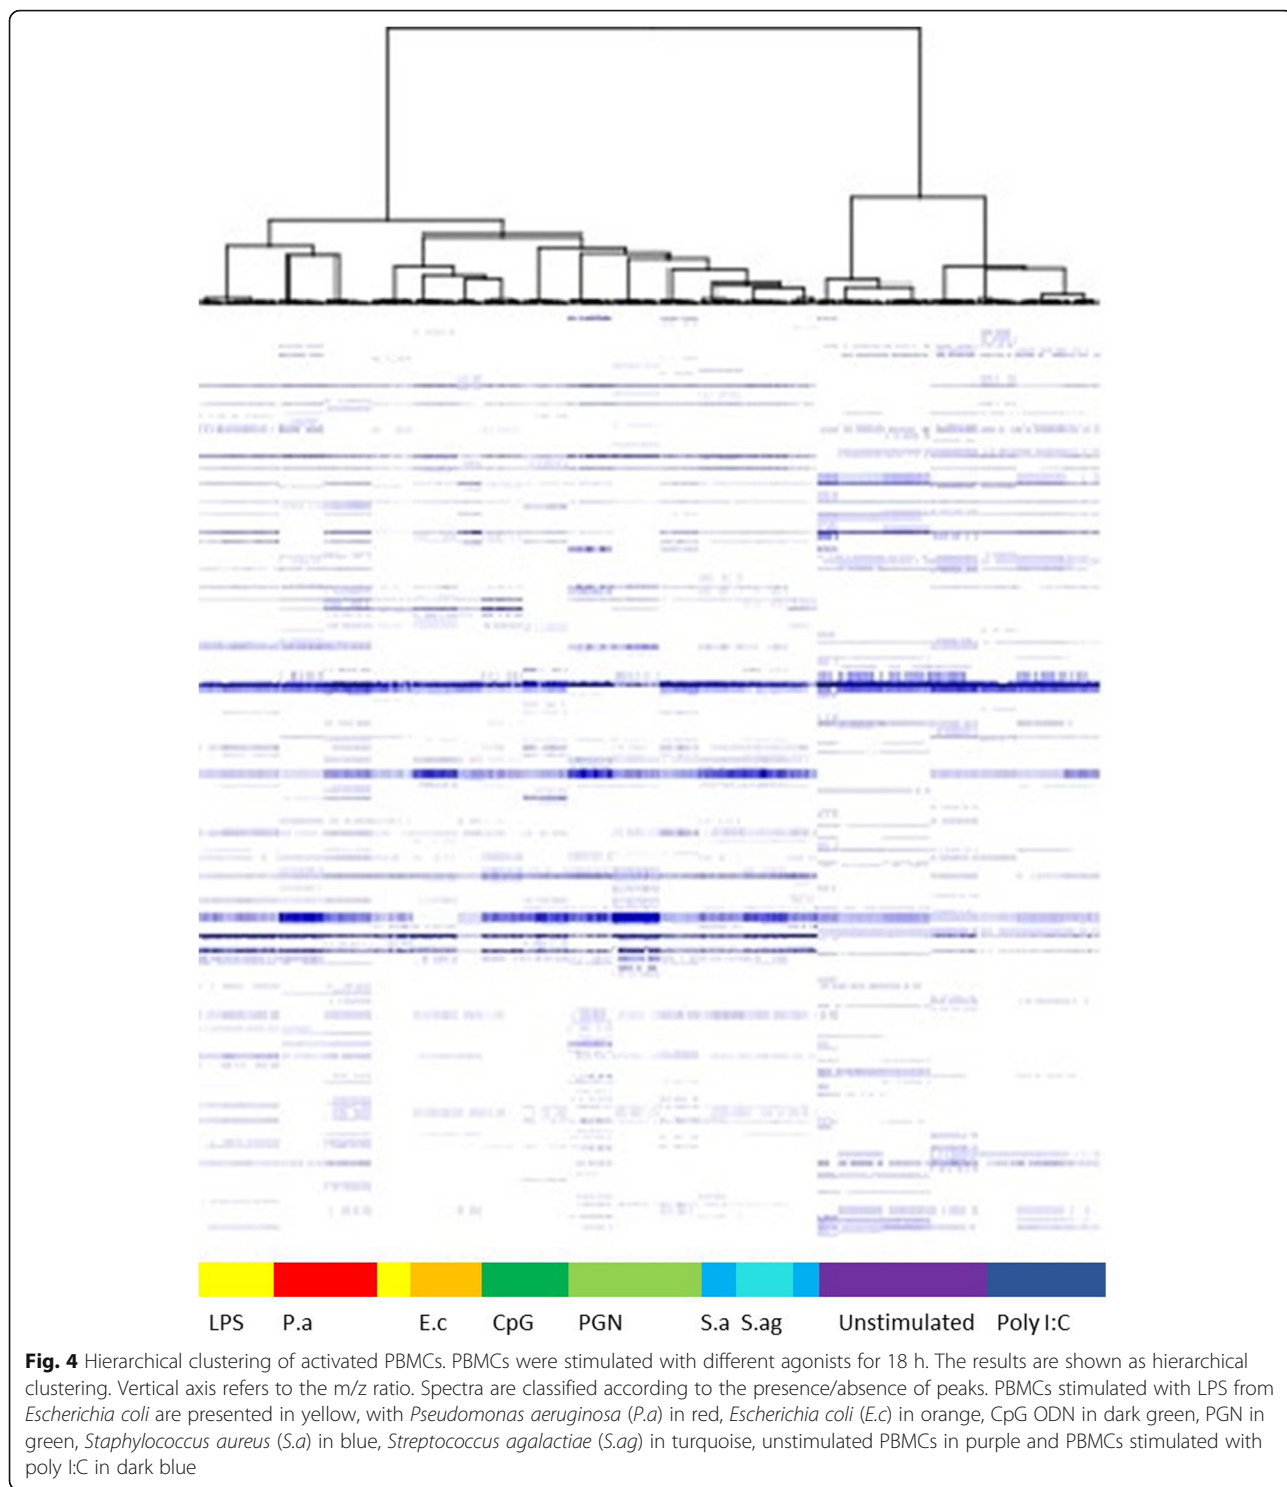 LPS P.a E.c CpG PGN S.a S.ag Unstimulated Poly I:C
Fig. 4 Hierarchical clustering of activated PBMCs. PBMCs were stimulated with different agonists for 18 h. The results are shown as hierarchical
clustering. Vertical axis refers to the m/z ratio. Spectra are classified according to the presence/absence of peaks. PBMCs stimulated with LPS from
Escherichia coli are presented in yellow, with Pseudomonas aeruginosa (P.a) in red, Escherichia coli (E.c) in orange, CpG ODN in dark green, PGN in
green, Staphylococcus aureus (S.a) in blue, Streptococcus agalactiae (S.ag) in turquoise, unstimulated PBMCs in purple and PBMCs stimulated with
poly I:C in dark blue